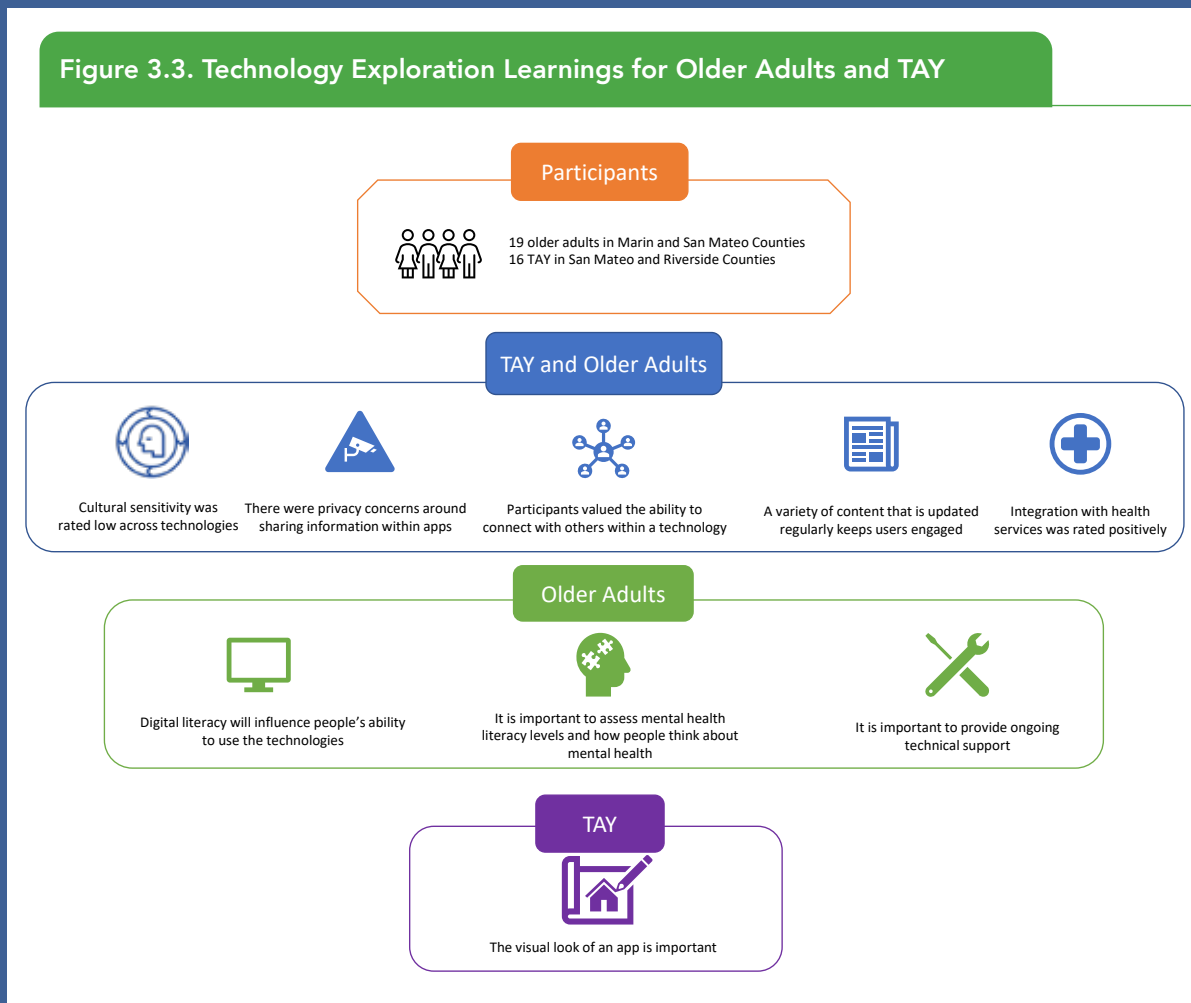 Figure 3.3. Technology Exploration Learnings for Older Adults and TAY
Participants
19 older adults in Marin and San Mateo Counties
16 TAY in San Mateo and Riverside Counties
TAY and Older Adults
Cultural sensitivity was
rated low across technologies
There were privacy concerns around
sharing information within apps
Participants valued the ability to
connect with others within a technology
A variety of content that is updated
regularly keeps users engaged
Integration with health
services was rated positively
Older Adults
Digital literacy will influence people’s ability
to use the technologies
It is important to assess mental health
literacy levels and how people think about
mental health
It is important to provide ongoing
technical support
TAY
The visual look of an app is important